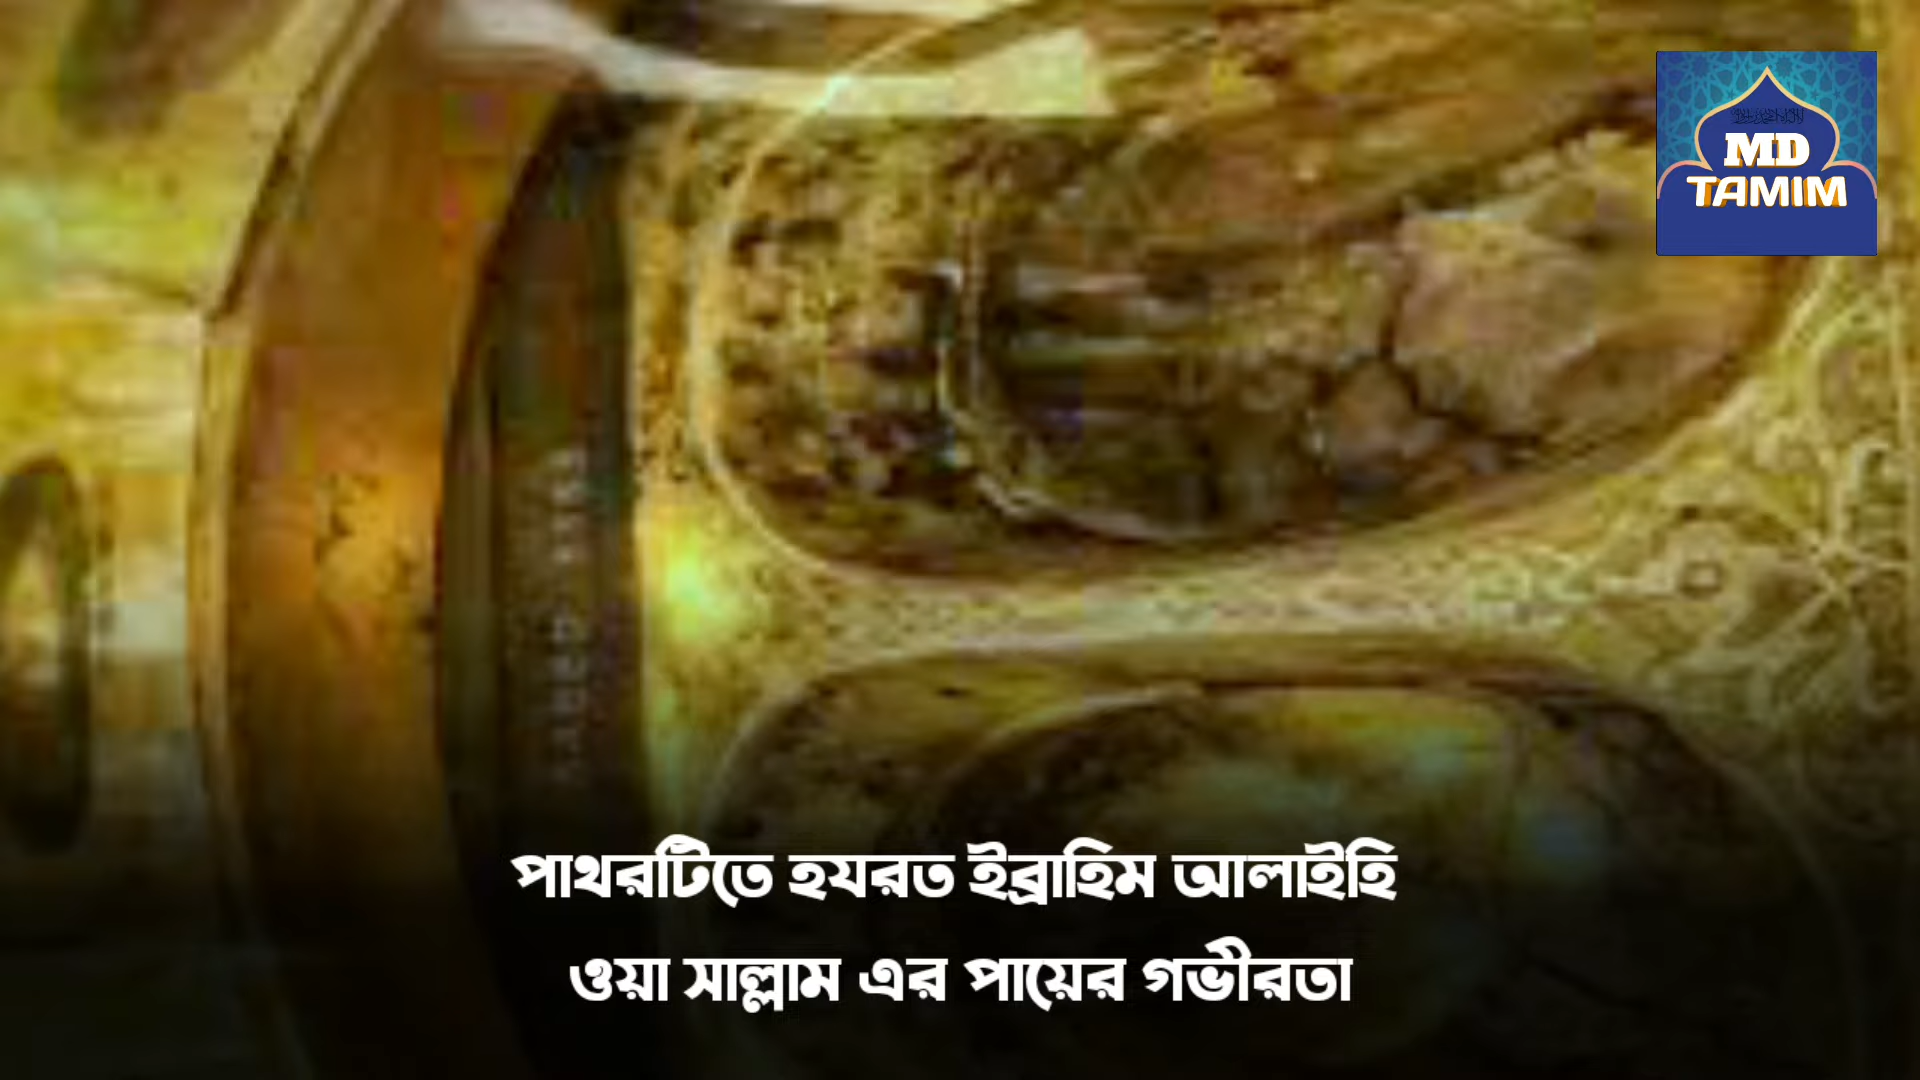 MD
TAMIM
পাথরটিতে হযরত ইব্রাহিম আলাইহি
ওয়া সাল্লাম এর পায়ের গভীরতা